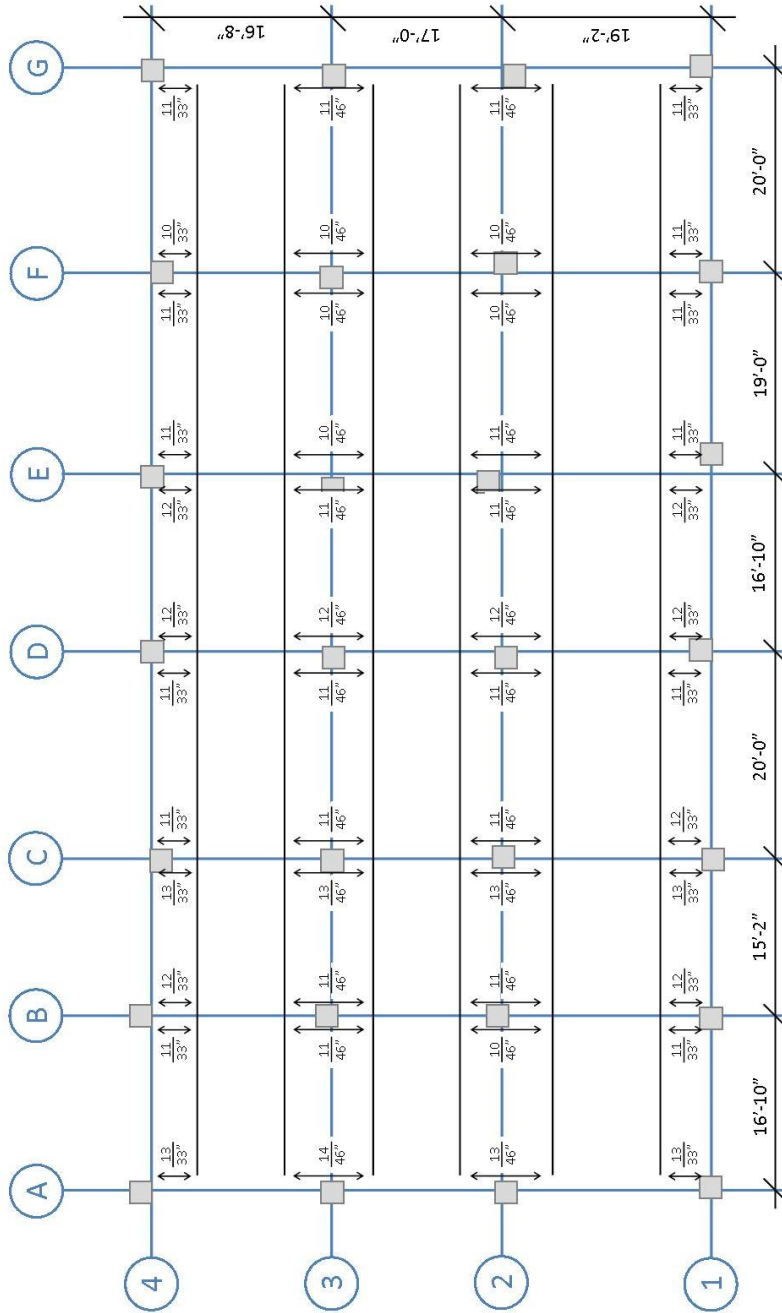 A B C D E F G
4
13 11 12 13 11 11 12 12 11 11 10 11
33" 33" 33" 33" 33" 33" 33" 33" 33" 33" 33" 33"
16'-8"
3
14 11 11 13 11 11 12 11 10 10 10 11
46" 46" 46" 46" 46" 46" 46" 46" 46" 46" 46" 46"
17'-0"
2
13 10 11 13 11 11 12 11 11 10 10 11
46" 46" 46" 46" 46" 46" 46" 46" 46" 46" 46" 46"
19'-2"
1
13 11 12 13 12 11 12 12 11 11 11 11
33" 33" 33" 33" 33" 33" 33" 33" 33" 33" 33" 33"
16'-10" 15'-2" 20'-0" 16'-10" 19'-0" 20'-0"